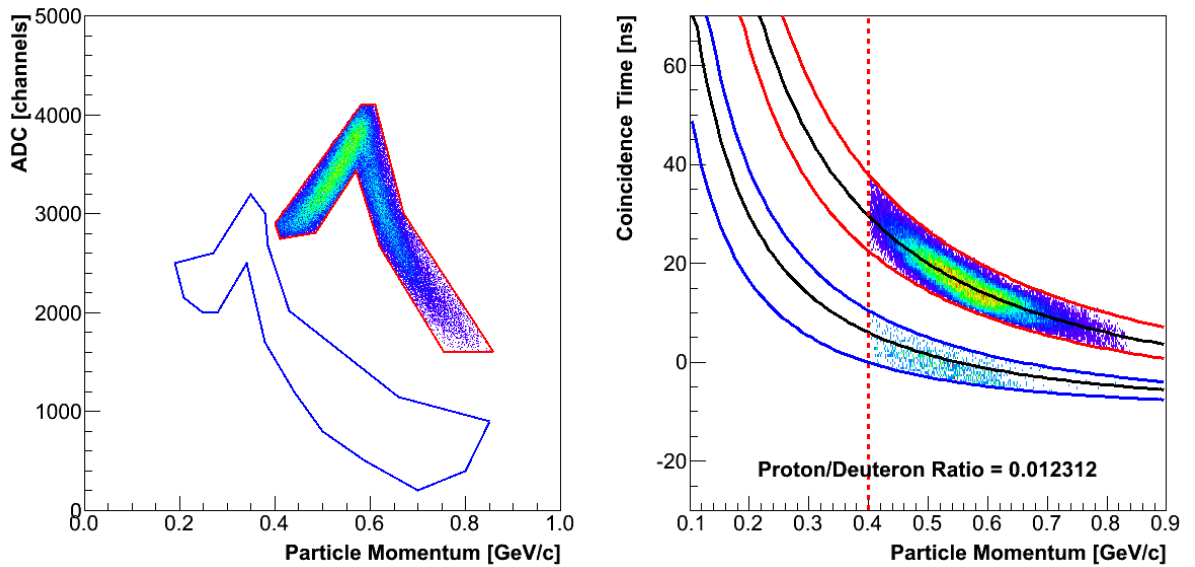 ADC [channels]
5000
4000
3000
2000
1000
0
0.0 0.2 0.4 0.6 0.8 1.0
Particle Momentum [GeV/c]
Coincidence Time [ns]
60
40
20
0
-20
Proton/Deuteron Ratio = 0.012312
0.1 0.2 0.3 0.4 0.5 0.6 0.7 0.8 0.9
Particle Momentum [GeV/c]